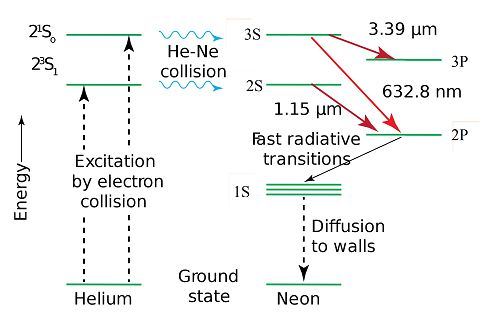 2¹S₀
2³S₁
He-Ne
collision
3S
2S
3.39 µm
3P
632.8 nm
1.15 µm
2P
Fast radiative
transitions
1S
Energy
Excitation
by electron
collision
Diffusion
to walls
Ground
state
Helium
Neon